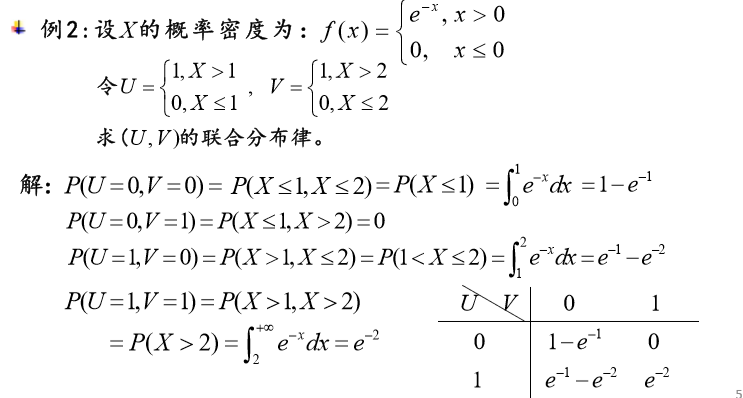 例2:设X的概率密度为: f(x) = { e^{-x}, x > 0
0, x ≤ 0
令U = { 1, X > 1 , V = { 1, X > 2
0, X ≤ 1 0, X ≤ 2
求(U,V)的联合分布律。
解: P(U = 0,V = 0) = P(X ≤ 1, X ≤ 2) = P(X ≤ 1) = ∫_0^1 e^{-x} dx = 1 − e^{-1}
P(U = 0,V = 1) = P(X ≤ 1, X > 2) = 0
P(U = 1,V = 0) = P(X > 1, X ≤ 2) = P(1 < X ≤ 2) = ∫_1^2 e^{-x} dx = e^{-1} − e^{-2}
P(U = 1,V = 1) = P(X > 1, X > 2)
= P(X > 2) = ∫_2^{+∞} e^{-x} dx = e^{-2}
U V 0 1
0 1 − e^{-1} 0
1 e^{-1} − e^{-2} e^{-2}
5